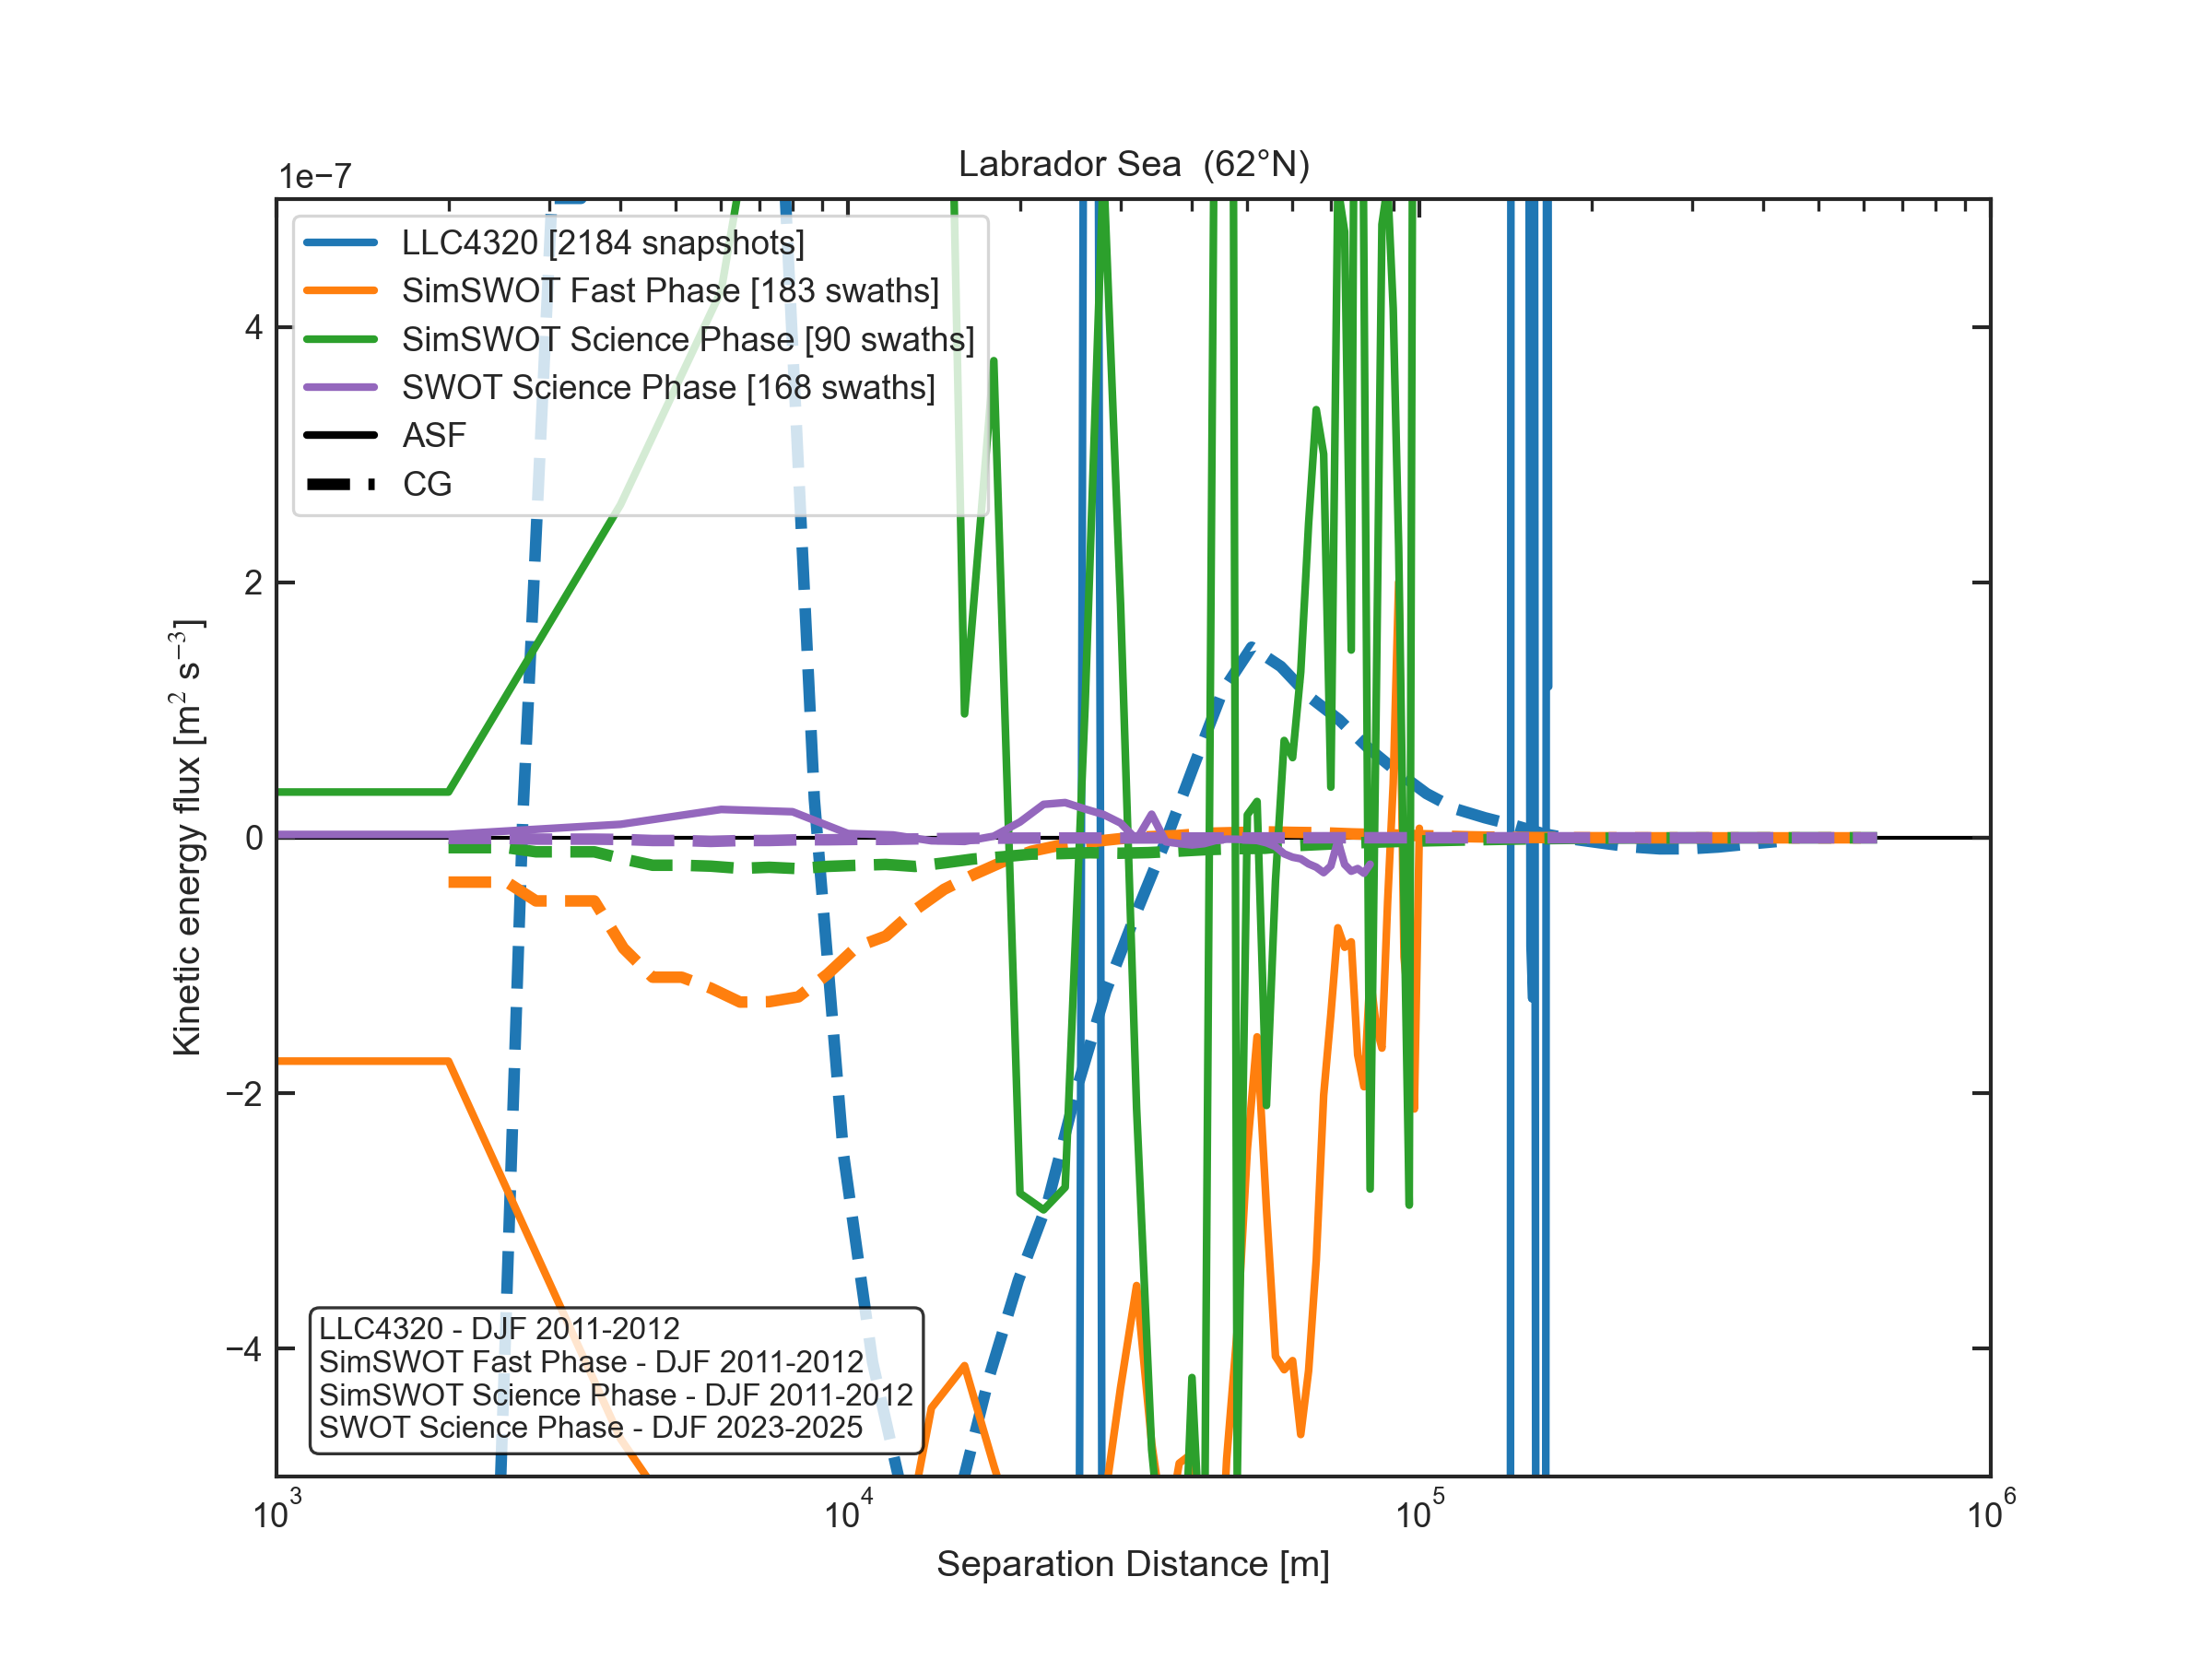 Labrador Sea (62°N)
1e−7
LLC4320 [2184 snapshots]
SimSWOT Fast Phase [183 swaths]
SimSWOT Science Phase [90 swaths]
SWOT Science Phase [168 swaths]
ASF
CG
4
2
0
−2
−4
Kinetic energy flux [m² s⁻³]
LLC4320 - DJF 2011-2012
SimSWOT Fast Phase - DJF 2011-2012
SimSWOT Science Phase - DJF 2011-2012
SWOT Science Phase - DJF 2023-2025
10³ 10⁴ 10⁵ 10⁶
Separation Distance [m]